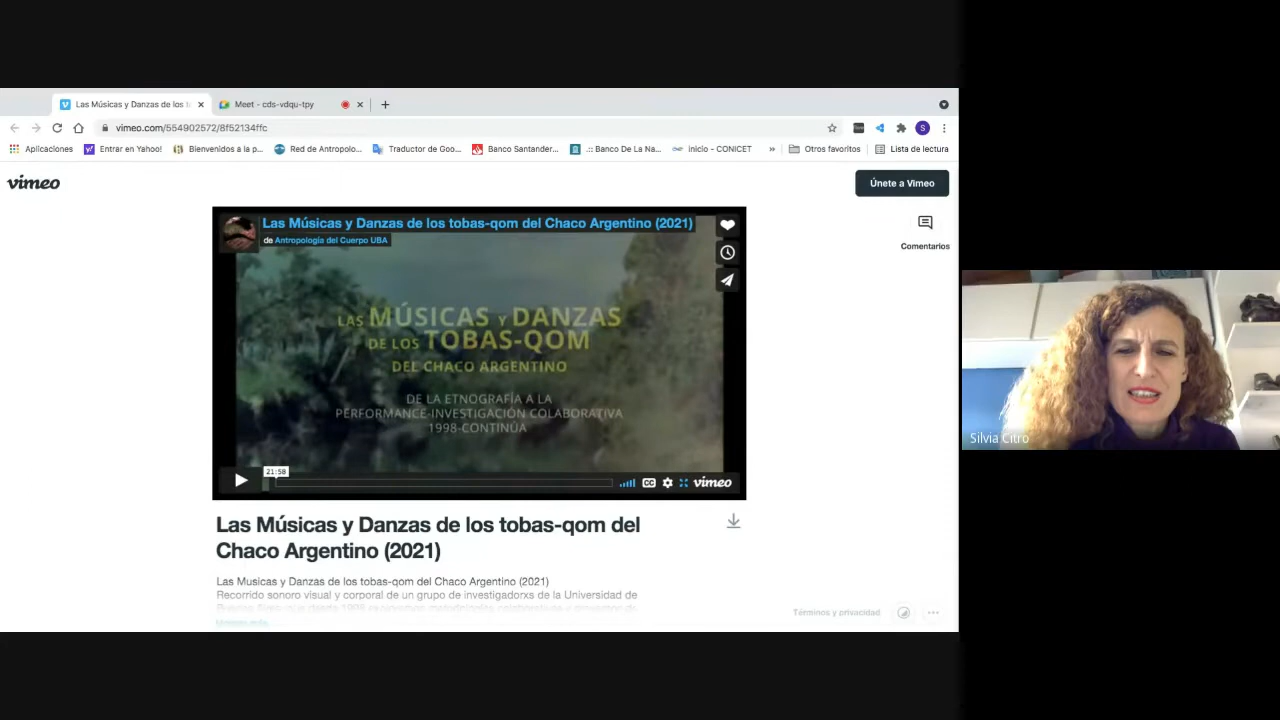 Las Músicas y Danzas de los t
Meet - cds-vdqu-tpy
vimeo.com/554902572/8f52134ffc
S
Aplicaciones
Entrar en Yahoo!
Bienvenidos a la p...
Red de Antropolo...
Traductor de Goo...
Banco Santander...
.:: Banco De La Na...
inicio - CONICET
»
Otros favoritos
Lista de lectura
vimeo
Únete a Vimeo
Comentarios
Las Músicas y Danzas de los tobas-qom del Chaco Argentino (2021)
de Antropología del Cuerpo UBA
LAS MÚSICAS Y DANZAS
DE LOS TOBAS-QOM
DEL CHACO ARGENTINO
DE LA ETNOGRAFÍA A LA
PERFORMANCE-INVESTIGACIÓN COLABORATIVA
1998-CONTINÚA
21:58
CC
vimeo
Las Músicas y Danzas de los tobas-qom del
Chaco Argentino (2021)
Las Musicas y Danzas de los tobas-qom del Chaco Argentino (2021)
Recorrido sonoro visual y corporal de un grupo de investigadorxs de la Universidad de
Términos y privacidad
Silvia Citro